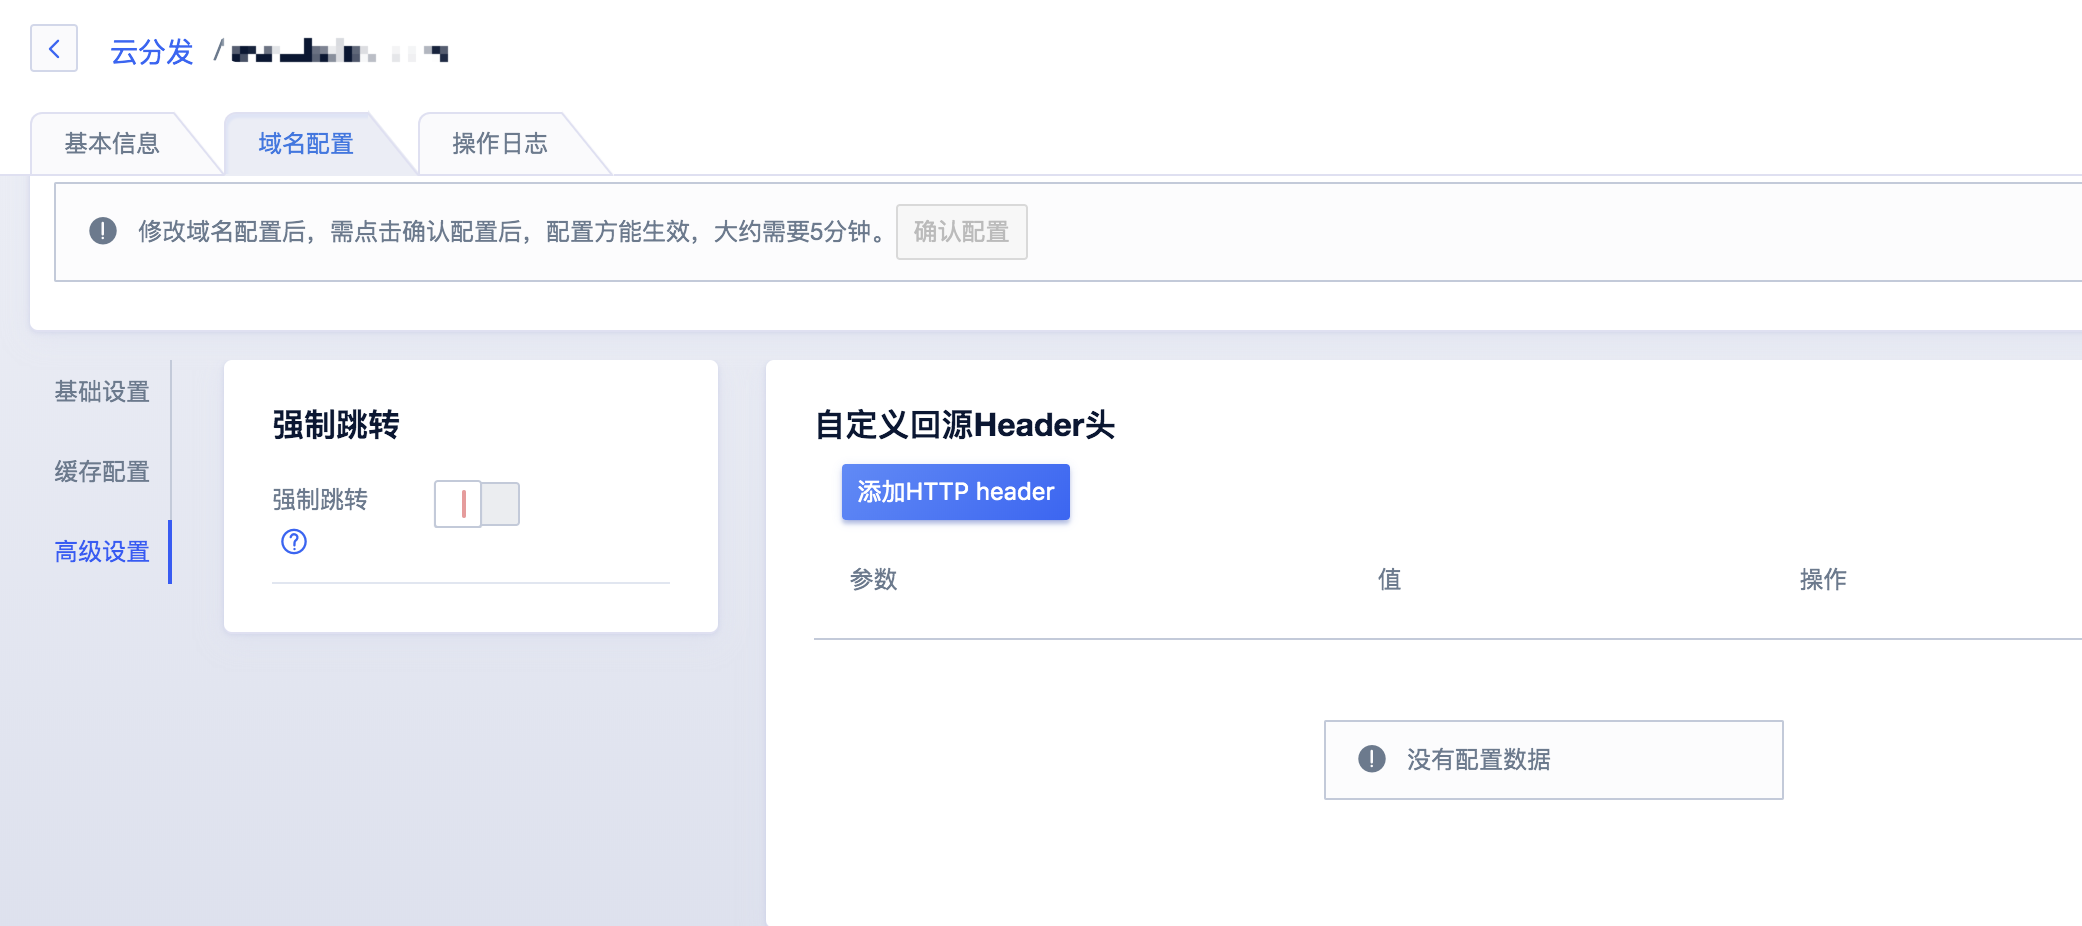 云分发 /
基本信息
域名配置
操作日志
修改域名配置后，需点击确认配置后，配置方能生效，大约需要5分钟。
确认配置
基础设置
缓存配置
高级设置
强制跳转
强制跳转
自定义回源Header头
添加HTTP header
参数
值
操作
没有配置数据